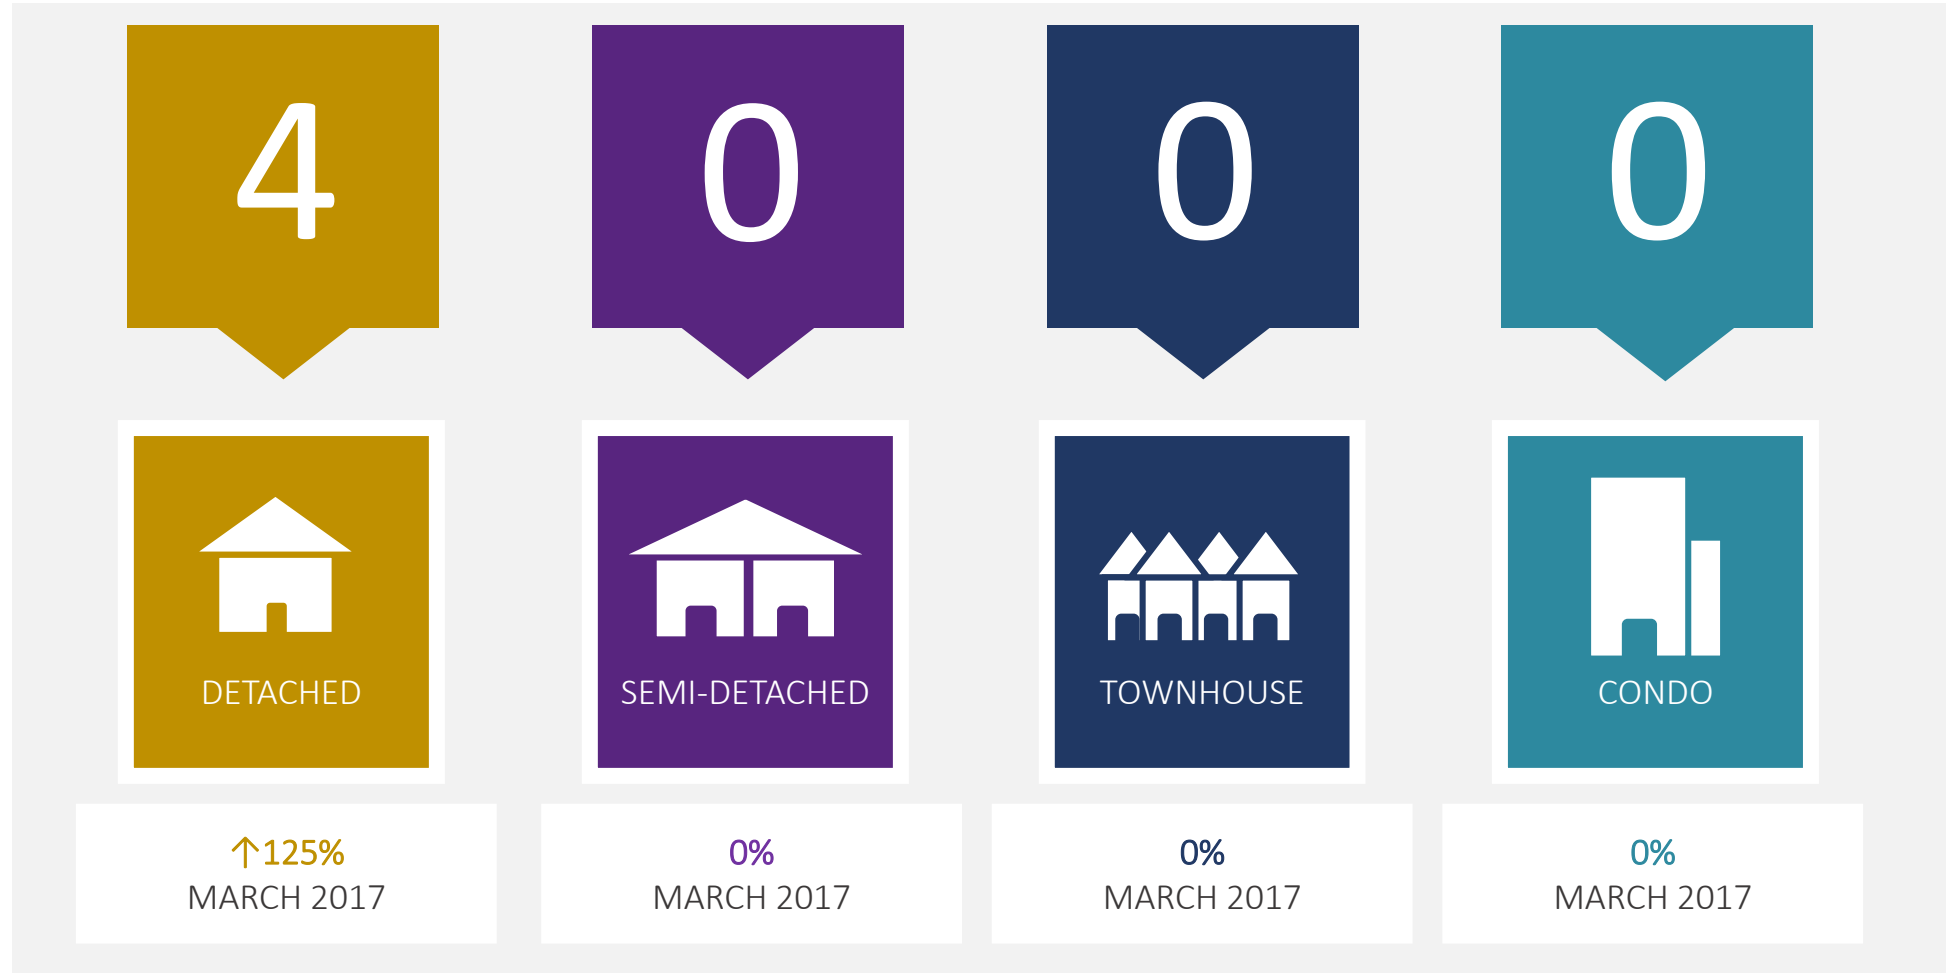 4
0
0
0
DETACHED
SEMI-DETACHED
TOWNHOUSE
CONDO
↑125%
MARCH 2017
0%
MARCH 2017
0%
MARCH 2017
0%
MARCH 2017